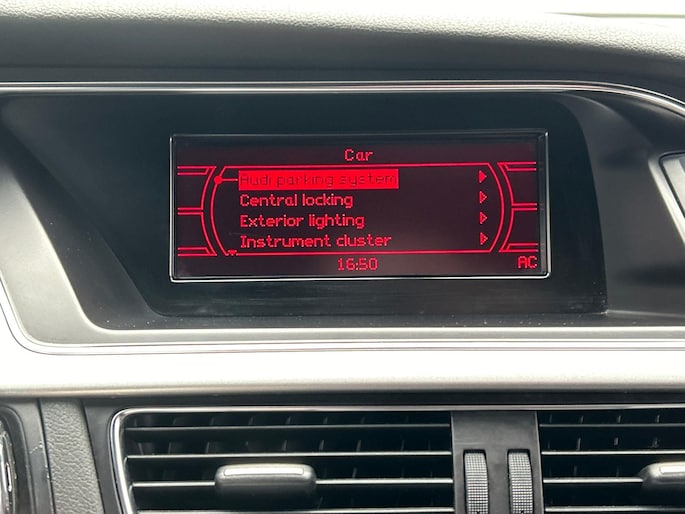 Car
Audi parking system
Central locking
Exterior lighting
Instrument cluster
16:50
AC